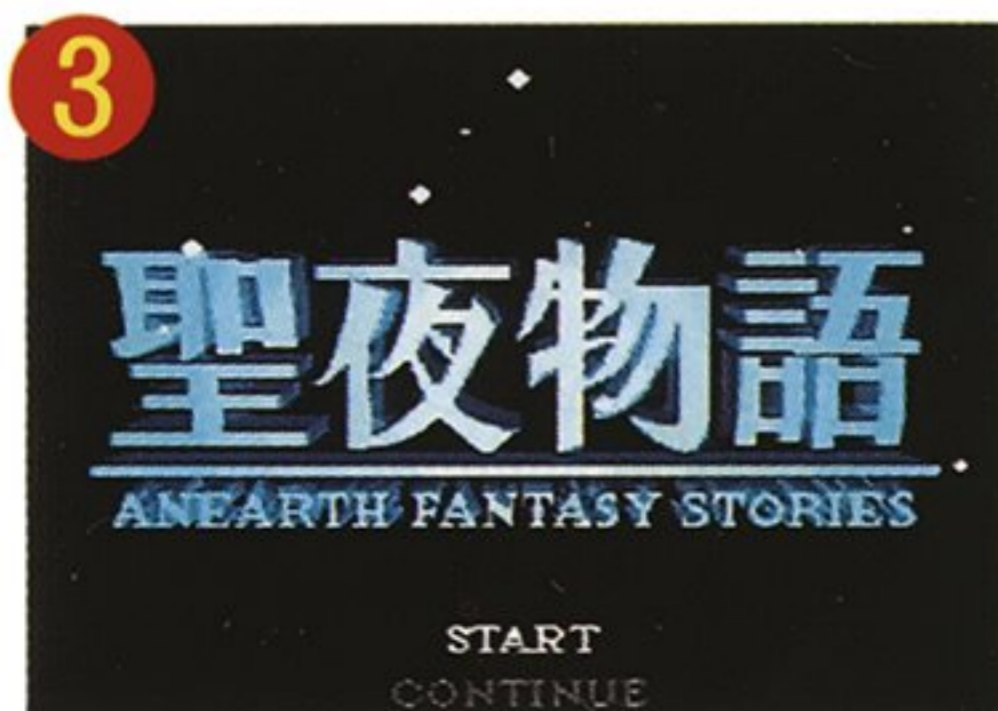 3
聖夜物語
ANEARTH FANTASY STORIES
START
CONTINUE